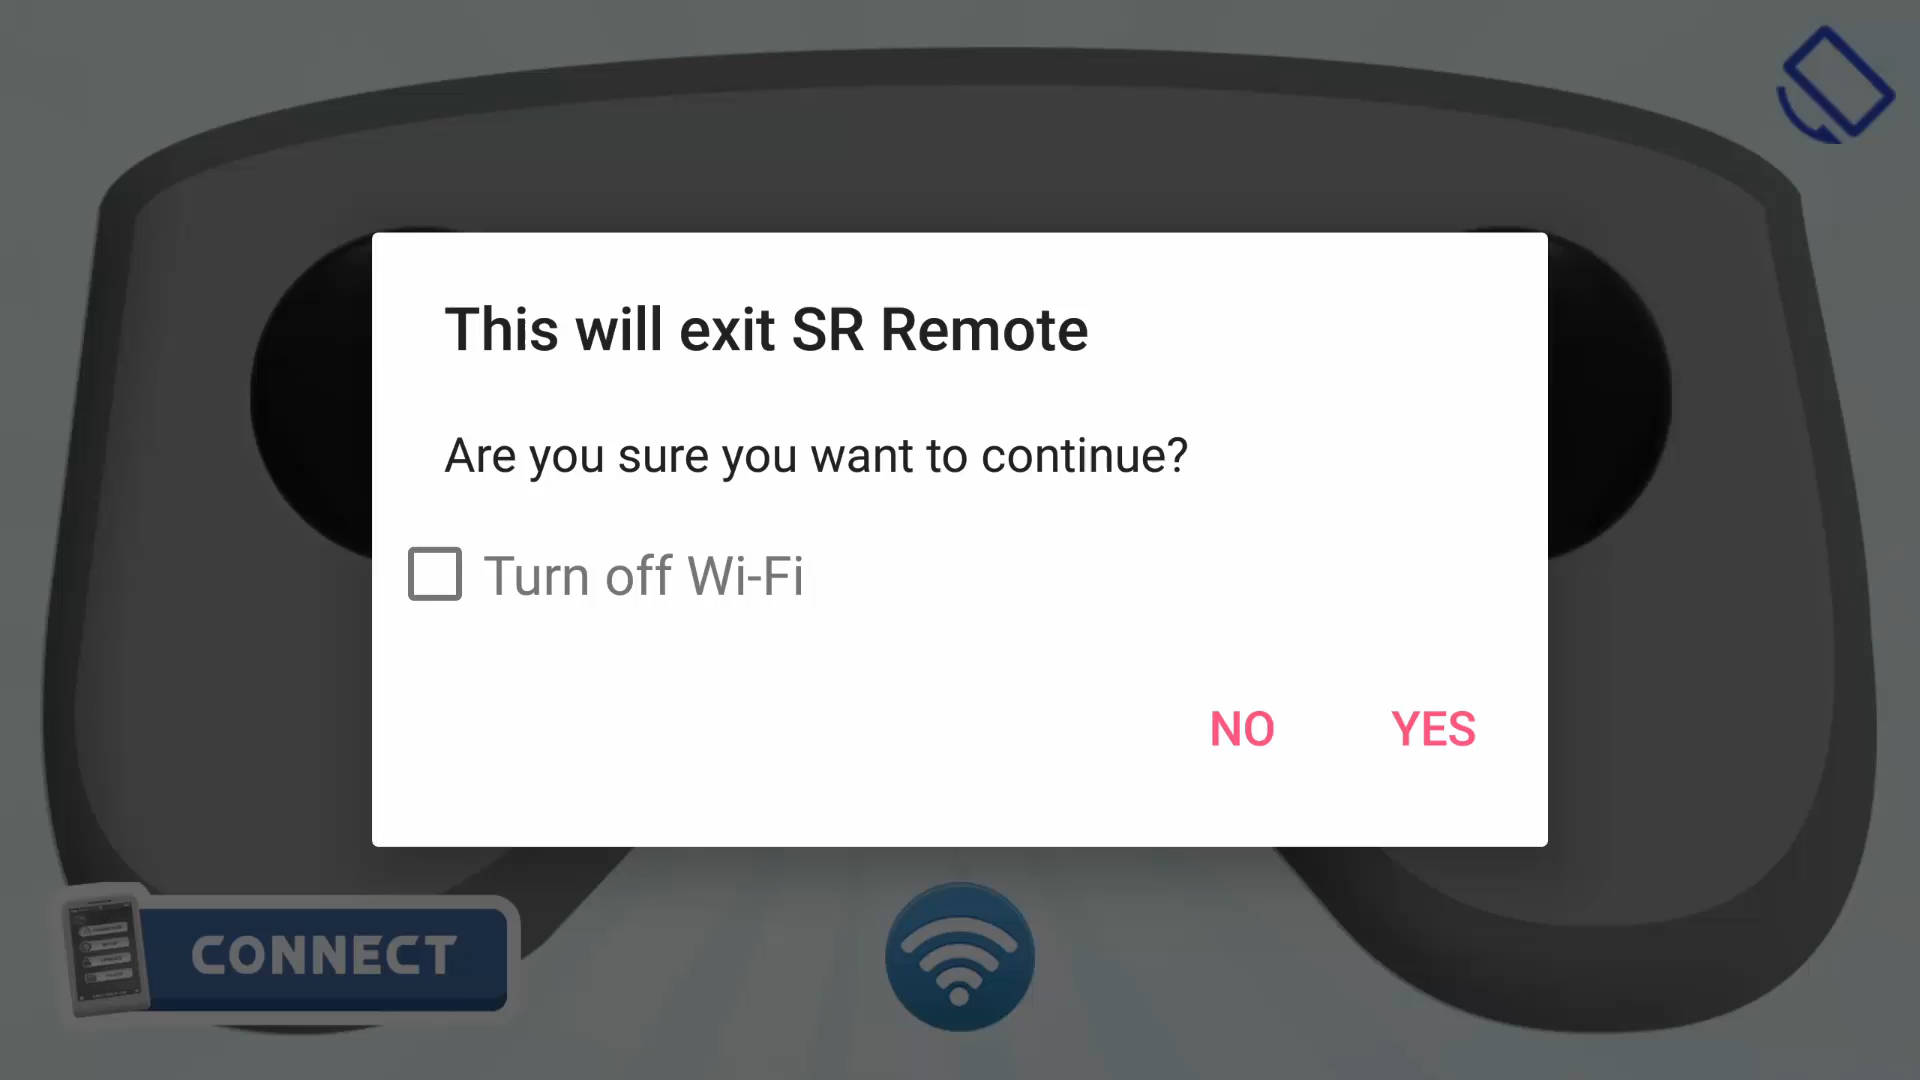 This will exit SR Remote
Are you sure you want to continue?
Turn off Wi-Fi
NO YES
CONNECT